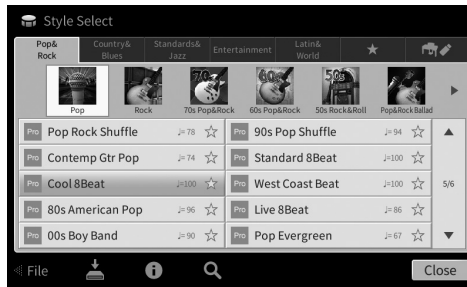 Style Select
Pop&
Rock
Country&
Blues
Standards&
Jazz
Entertainment
Latin&
World
70s
60s
50s
Pop
Rock
70s Pop&Rock
60s Pop&Rock
50s Rock&Roll
Pop&Rock Ballad
Pro Pop Rock Shuffle ♩= 78
Pro 90s Pop Shuffle ♩= 94
Pro Contemp Gtr Pop ♩= 74
Pro Standard 8Beat ♩=100
Pro Cool 8Beat ♩=100
Pro West Coast Beat ♩=100
5/6
Pro 80s American Pop ♩= 96
Pro Live 8Beat ♩= 86
Pro 00s Boy Band ♩= 90
Pro Pop Evergreen ♩= 67
File
Close